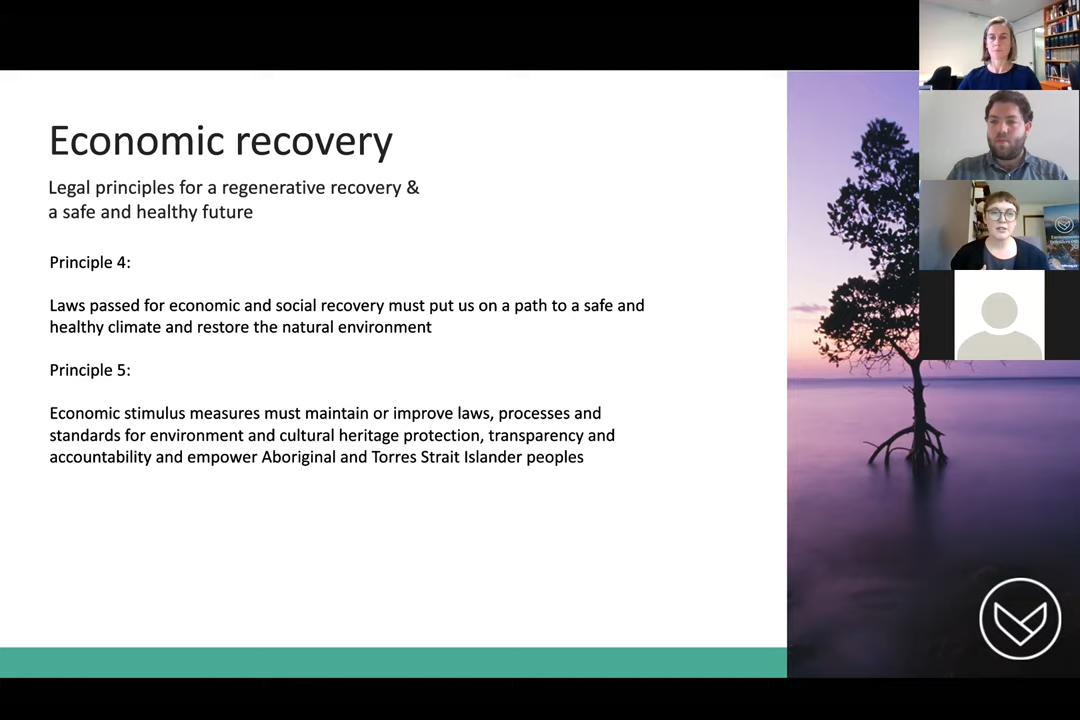 Economic recovery
Legal principles for a regenerative recovery &
a safe and healthy future
Principle 4:
Laws passed for economic and social recovery must put us on a path to a safe and
healthy climate and restore the natural environment
Principle 5:
Economic stimulus measures must maintain or improve laws, processes and
standards for environment and cultural heritage protection, transparency and
accountability and empower Aboriginal and Torres Strait Islander peoples